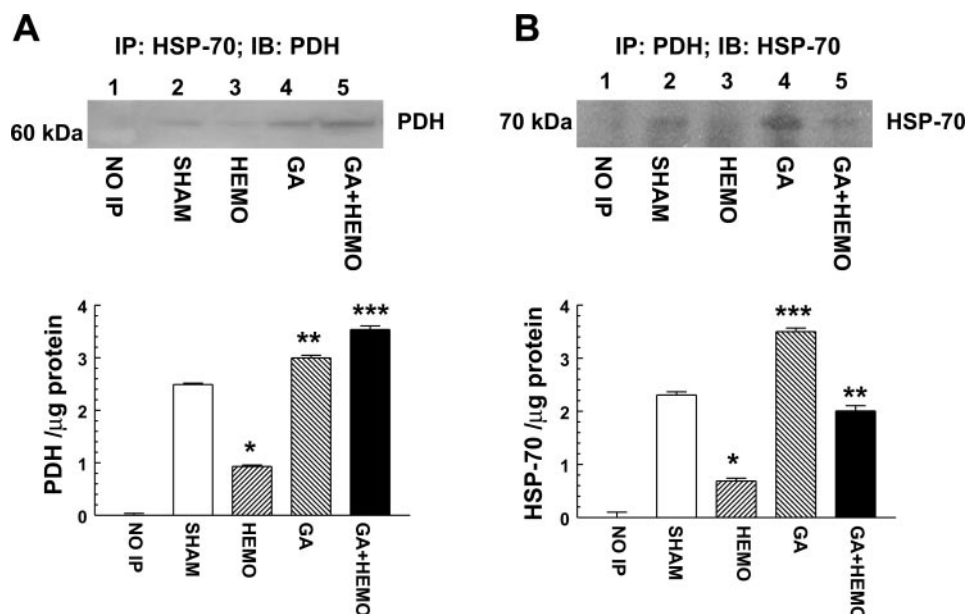 A
IP: HSP-70; IB: PDH
1 2 3 4 5
60 kDa
PDH
NO IP
SHAM
HEMO
GA
GA+HEMO
PDH /µg protein
4
3
2
1
0
*
**
***
NO IP
SHAM
HEMO
GA
GA+HEMO
B
IP: PDH; IB: HSP-70
1 2 3 4 5
70 kDa
HSP-70
NO IP
SHAM
HEMO
GA
GA+HEMO
HSP-70 /µg protein
4
3
2
1
0
*
***
**
NO IP
SHAM
HEMO
GA
GA+HEMO